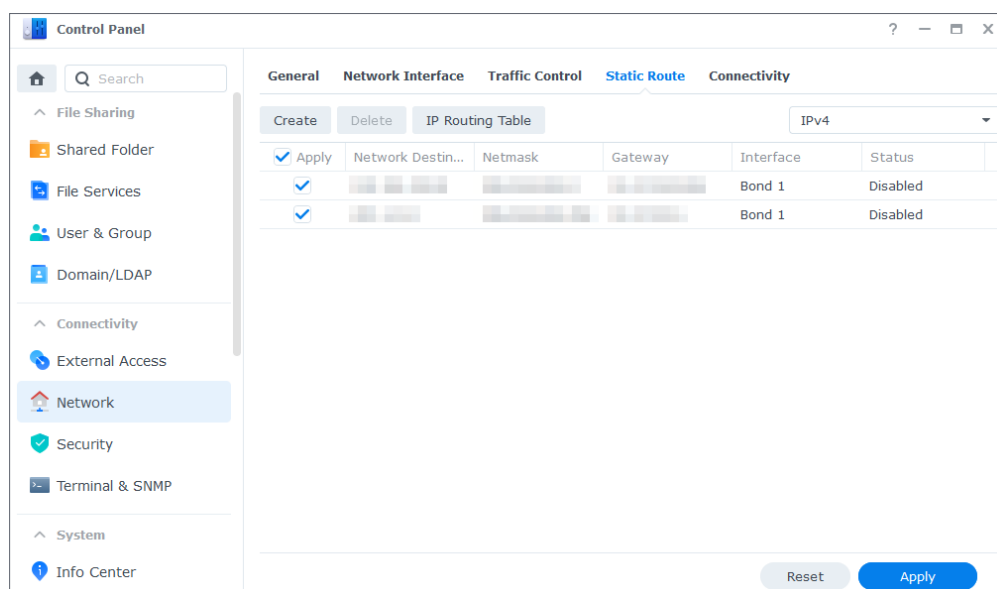 Control Panel
?
Search
General Network Interface Traffic Control Static Route Connectivity
File Sharing
Shared Folder
File Services
User & Group
Domain/LDAP
Connectivity
External Access
Network
Security
Terminal & SNMP
System
Info Center
Create Delete IP Routing Table IPv4
Apply Network Destin... Netmask Gateway Interface Status
Bond 1 Disabled
Bond 1 Disabled
Reset Apply